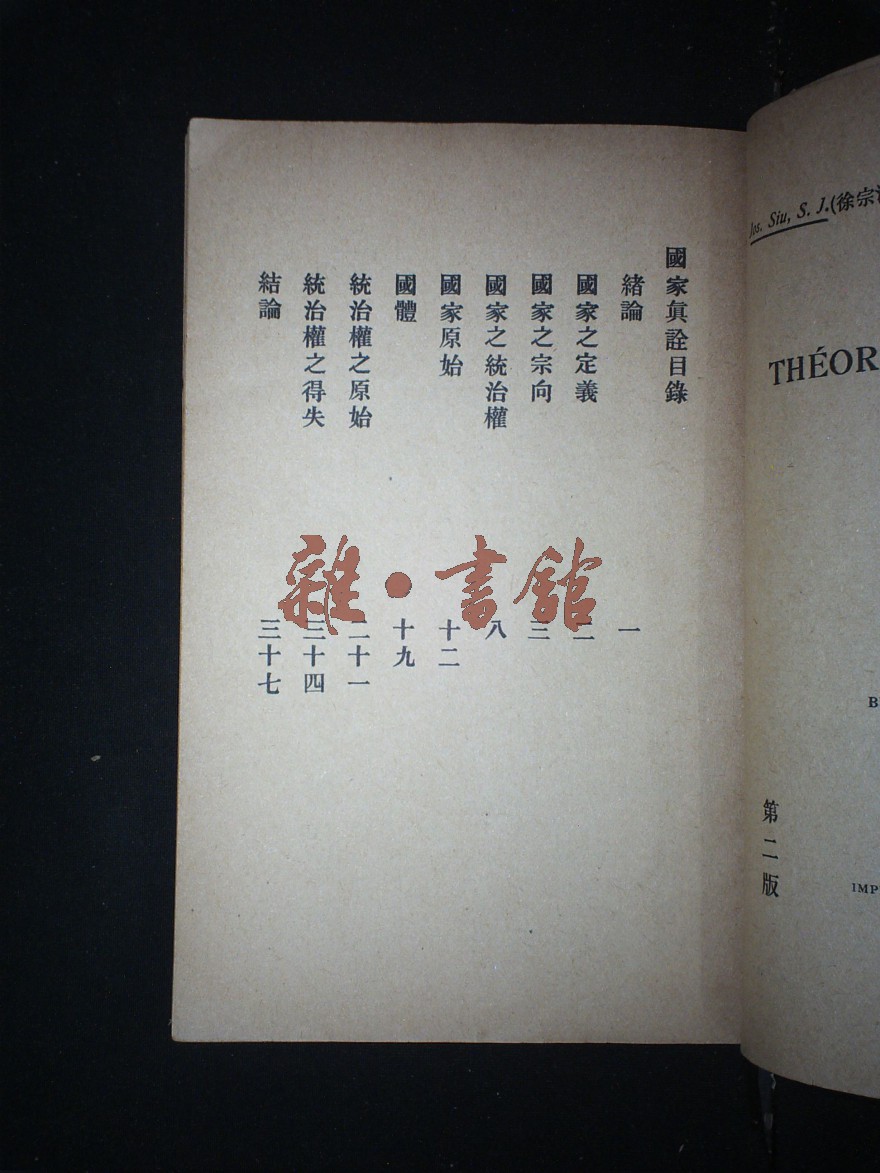 國家眞詮目錄
緒論 一
國家之定義 二
國家之宗向 三
國家之統治權 八
國家原始 十二
國體 十九
統治權之原始 二十一
統治權之得失 三十四
結論 三十七
雜•書館
Jos. Siu, S. J.(徐宗
THÉOR
第二版
IMP